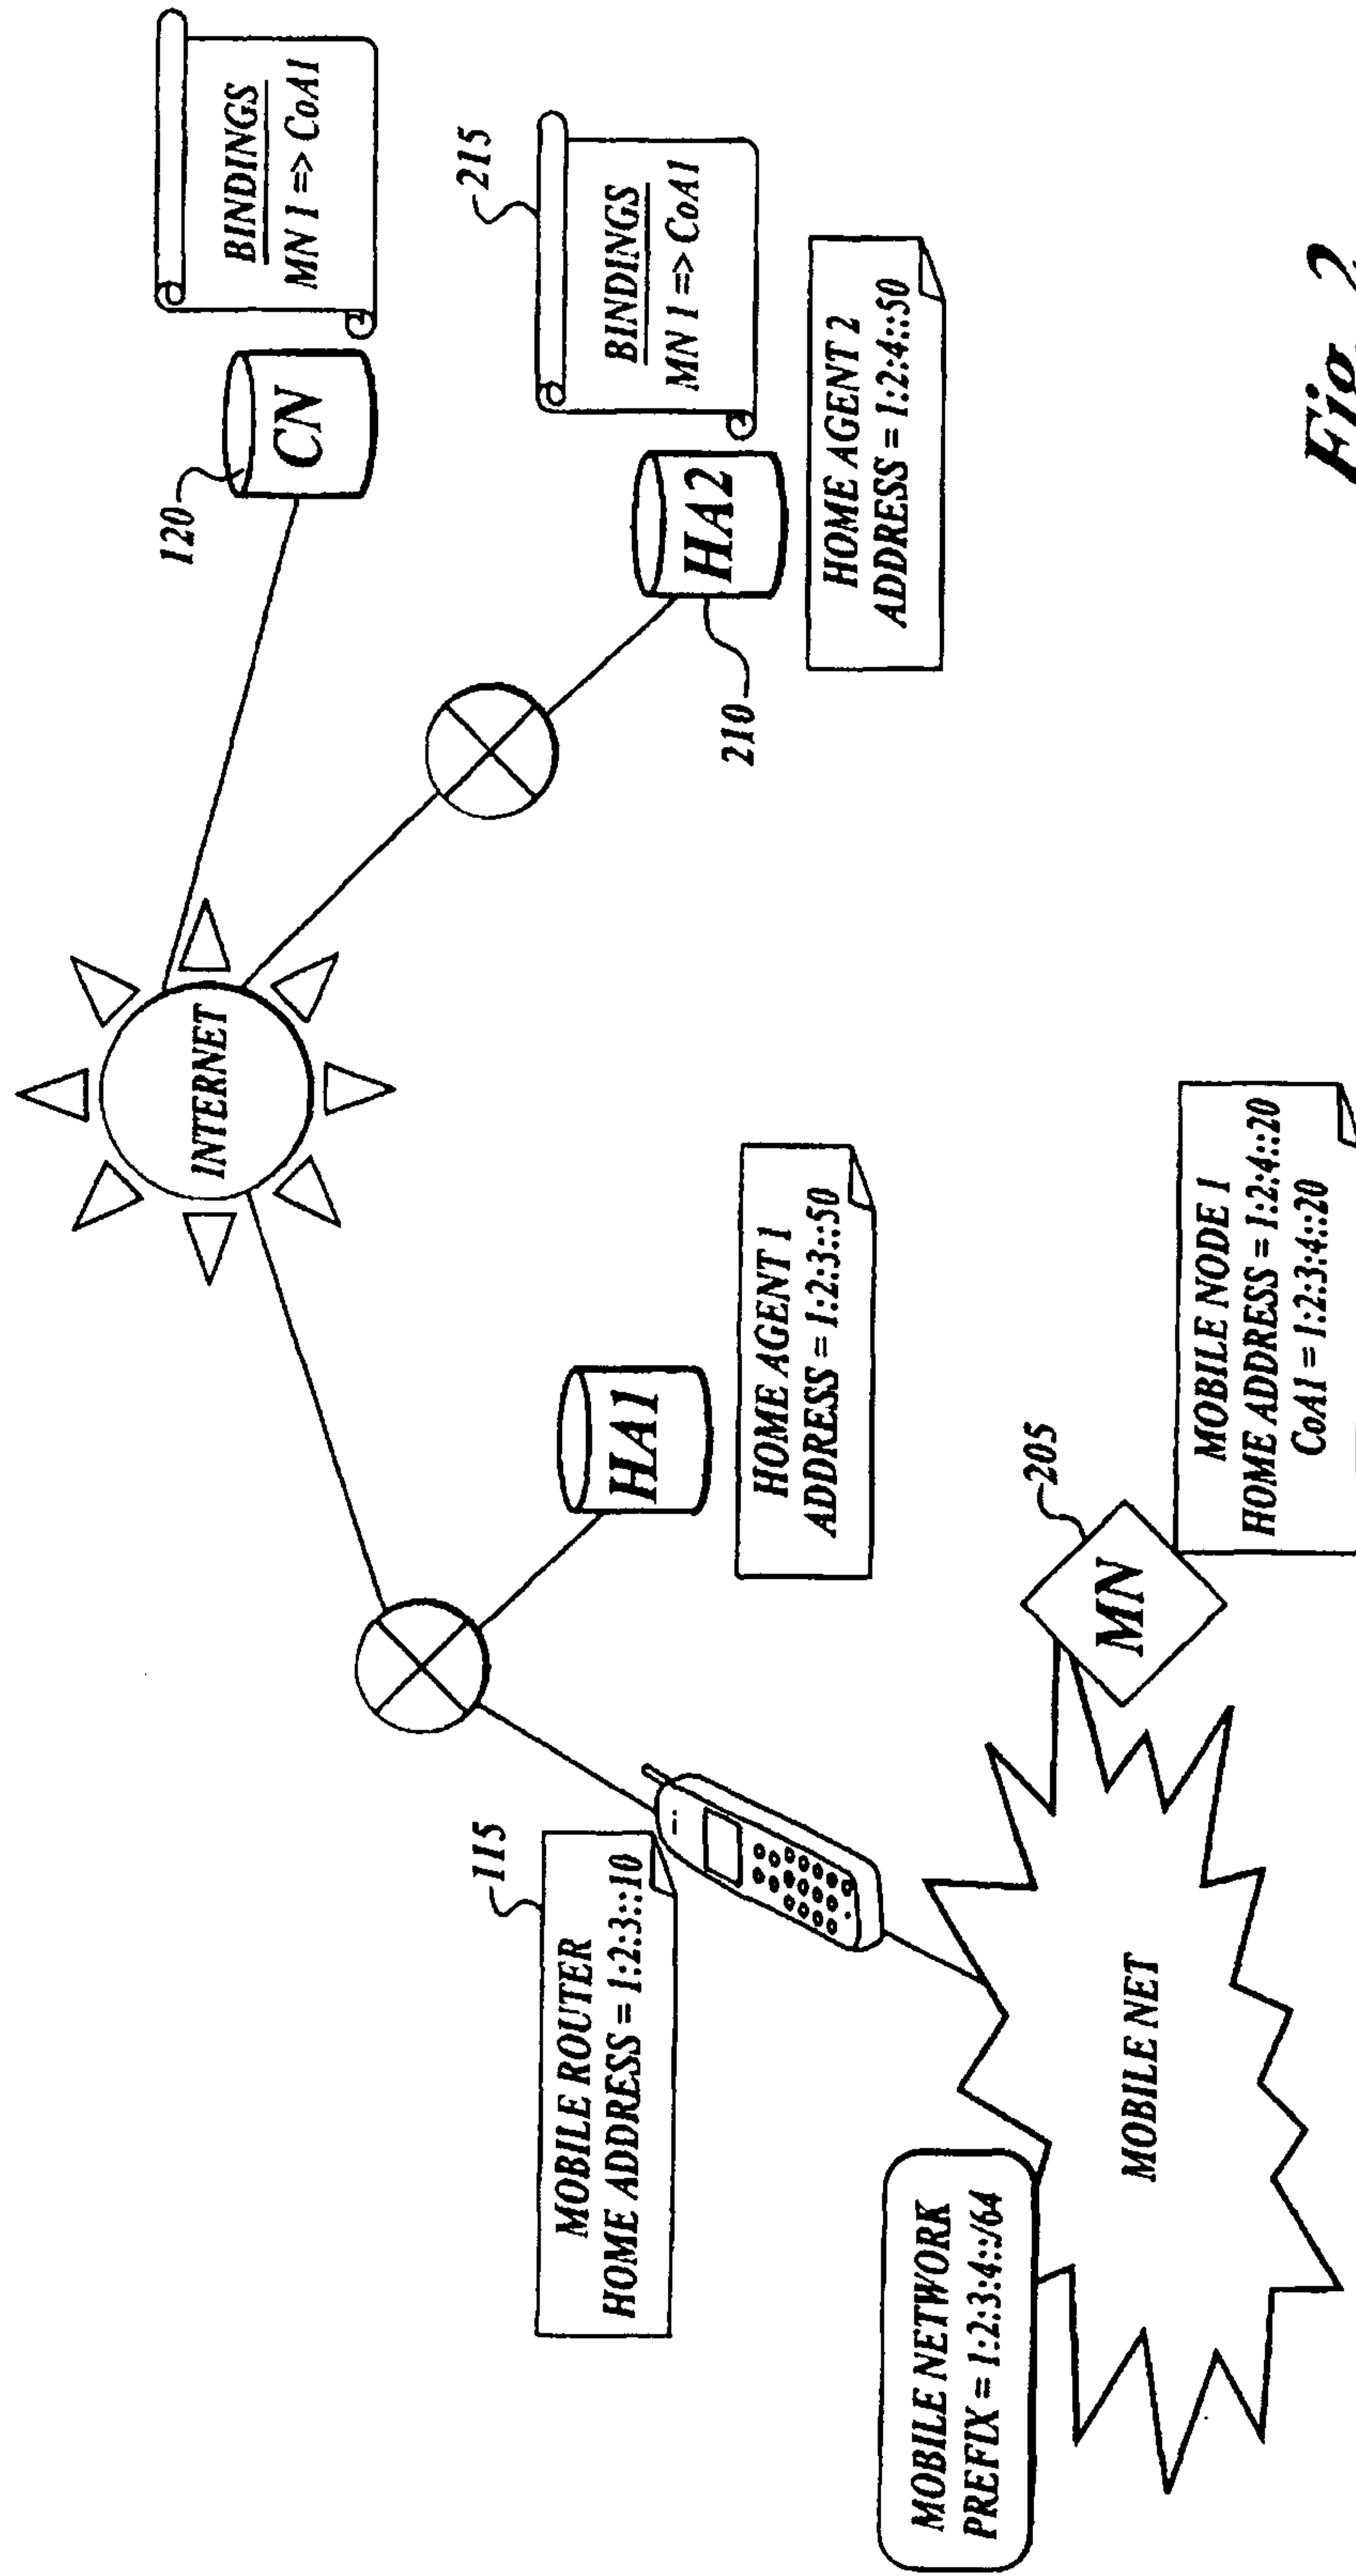 INTERNET
120
CN
BINDINGS
MN 1 => CoA1
215
BINDINGS
MN 1 => CoA1
HA2
210
HOME AGENT 2
ADDRESS = 1:2:4::50
HA1
HOME AGENT 1
ADDRESS = 1:2:3::50
115
MOBILE ROUTER
HOME ADDRESS = 1:2:3::10
MOBILE NETWORK
PREFIX = 1:2:3:4::/64
MOBILE NET
205
MN
MOBILE NODE 1
HOME ADDRESS = 1:2:4::20
CoA1 = 1:2:3:4::20
Fig. 2